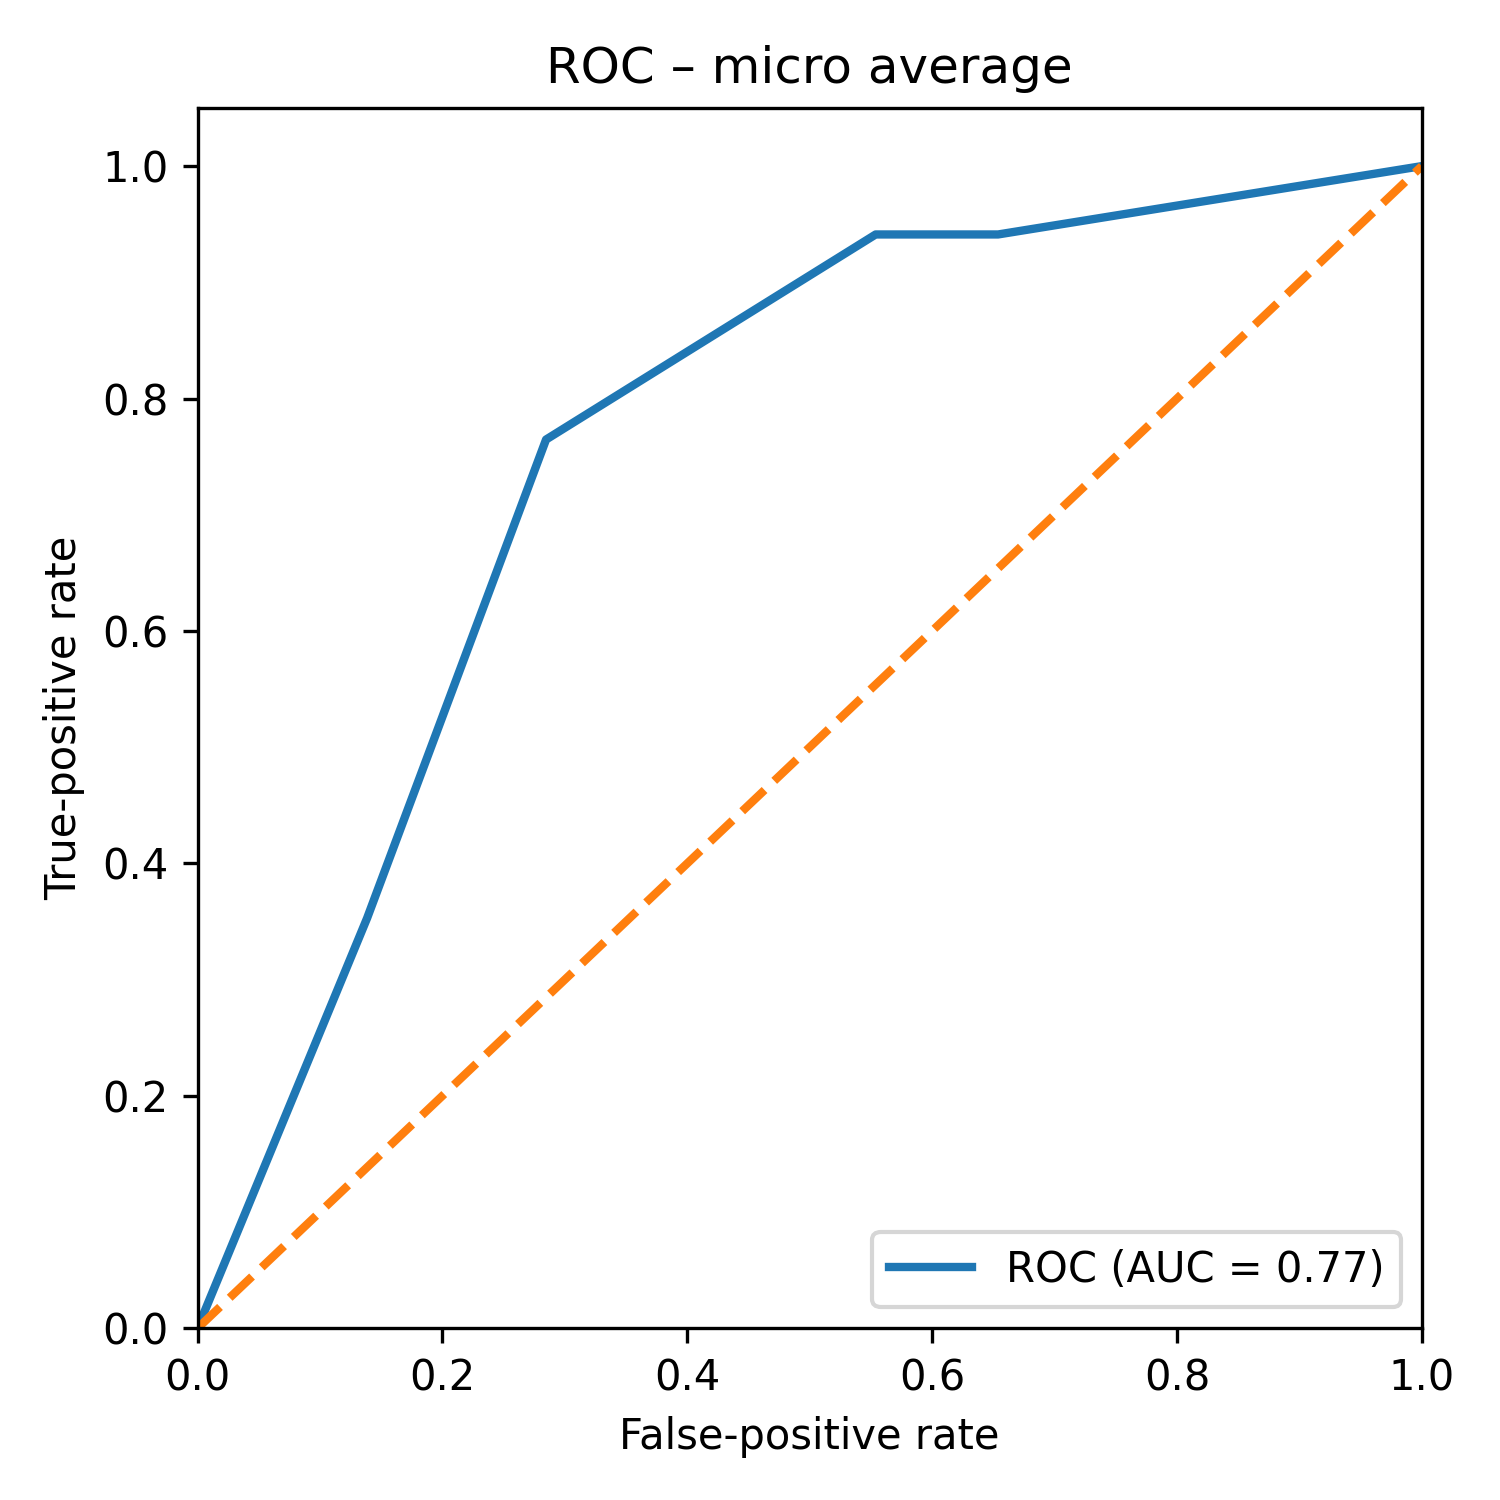 ROC – micro average
1.0
0.8
0.6
0.4
0.2
0.0
True-positive rate
ROC (AUC = 0.77)
0.0 0.2 0.4 0.6 0.8 1.0
False-positive rate